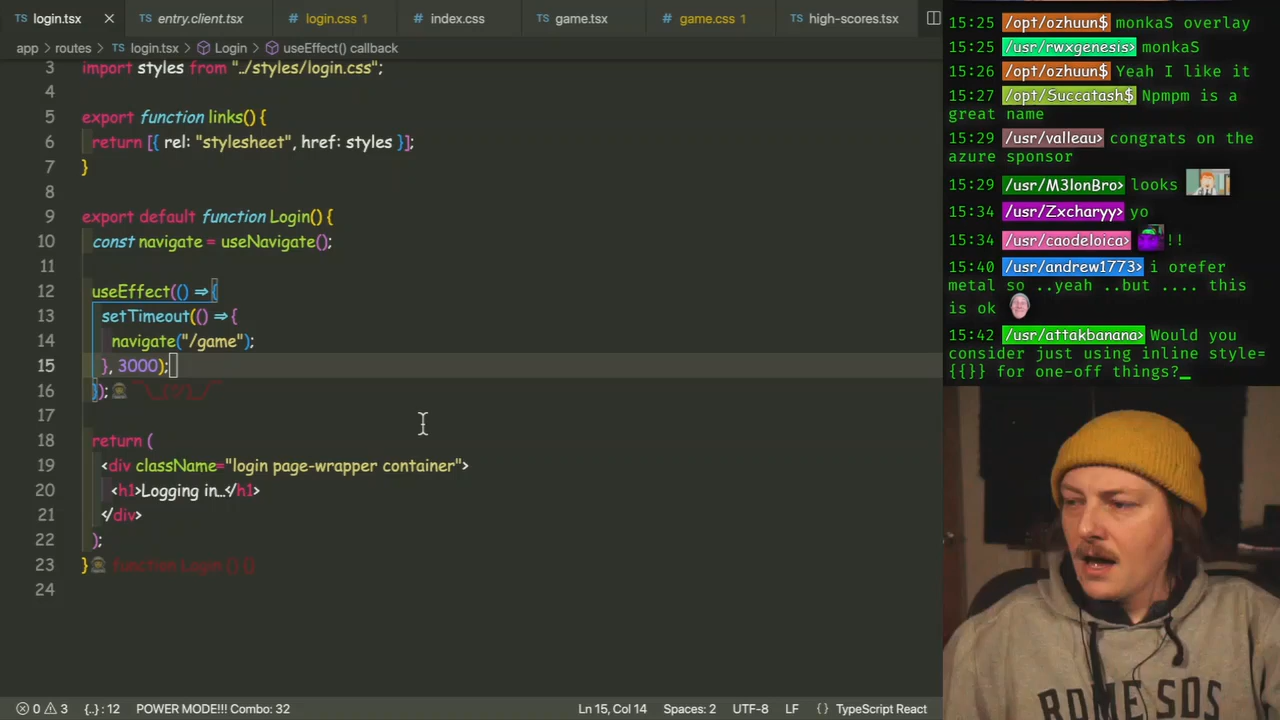 login.tsx
entry.client.tsx
login.css 1
index.css
game.tsx
game.css 1
high-scores.tsx
app > routes > login.tsx > Login > useEffect() callback
3 import styles from "../styles/login.css";
4
5 export function links() {
6 return [{ rel: "stylesheet", href: styles }];
7 }
8
9 export default function Login() {
10 const navigate = useNavigate();
11
12 useEffect(() => {
13 setTimeout(() => {
14 navigate("/game");
15 }, 3000);
16 }); ¯\_(ツ)_/¯
17
18 return (
19 <div className="login page-wrapper container">
20 <h1>Logging in...</h1>
21 </div>
22 );
23 } function Login () {}
24
0 3 {..} : 12 POWER MODE!!! Combo: 32 Ln 15, Col 14 Spaces: 2 UTF-8 LF {} TypeScript React
15:25 /opt/ozhuun$ monkaS overlay
15:25 /usr/rwxgenesis> monkaS
15:26 /opt/ozhuun$ Yeah I like it
15:27 /opt/Succatash$ Npmpm is a
great name
15:29 /usr/valleau> congrats on the
azure sponsor
15:29 /usr/M3lonBro> looks
15:34 /usr/Zxcharyy> yo
15:34 /usr/caodeloica> !!
15:40 /usr/andrew1773> i orefer
metal so ..yeah ..but .... this
is ok
15:42 /usr/attakbanana> Would you
consider just using inline style=
{{}} for one-off things?_